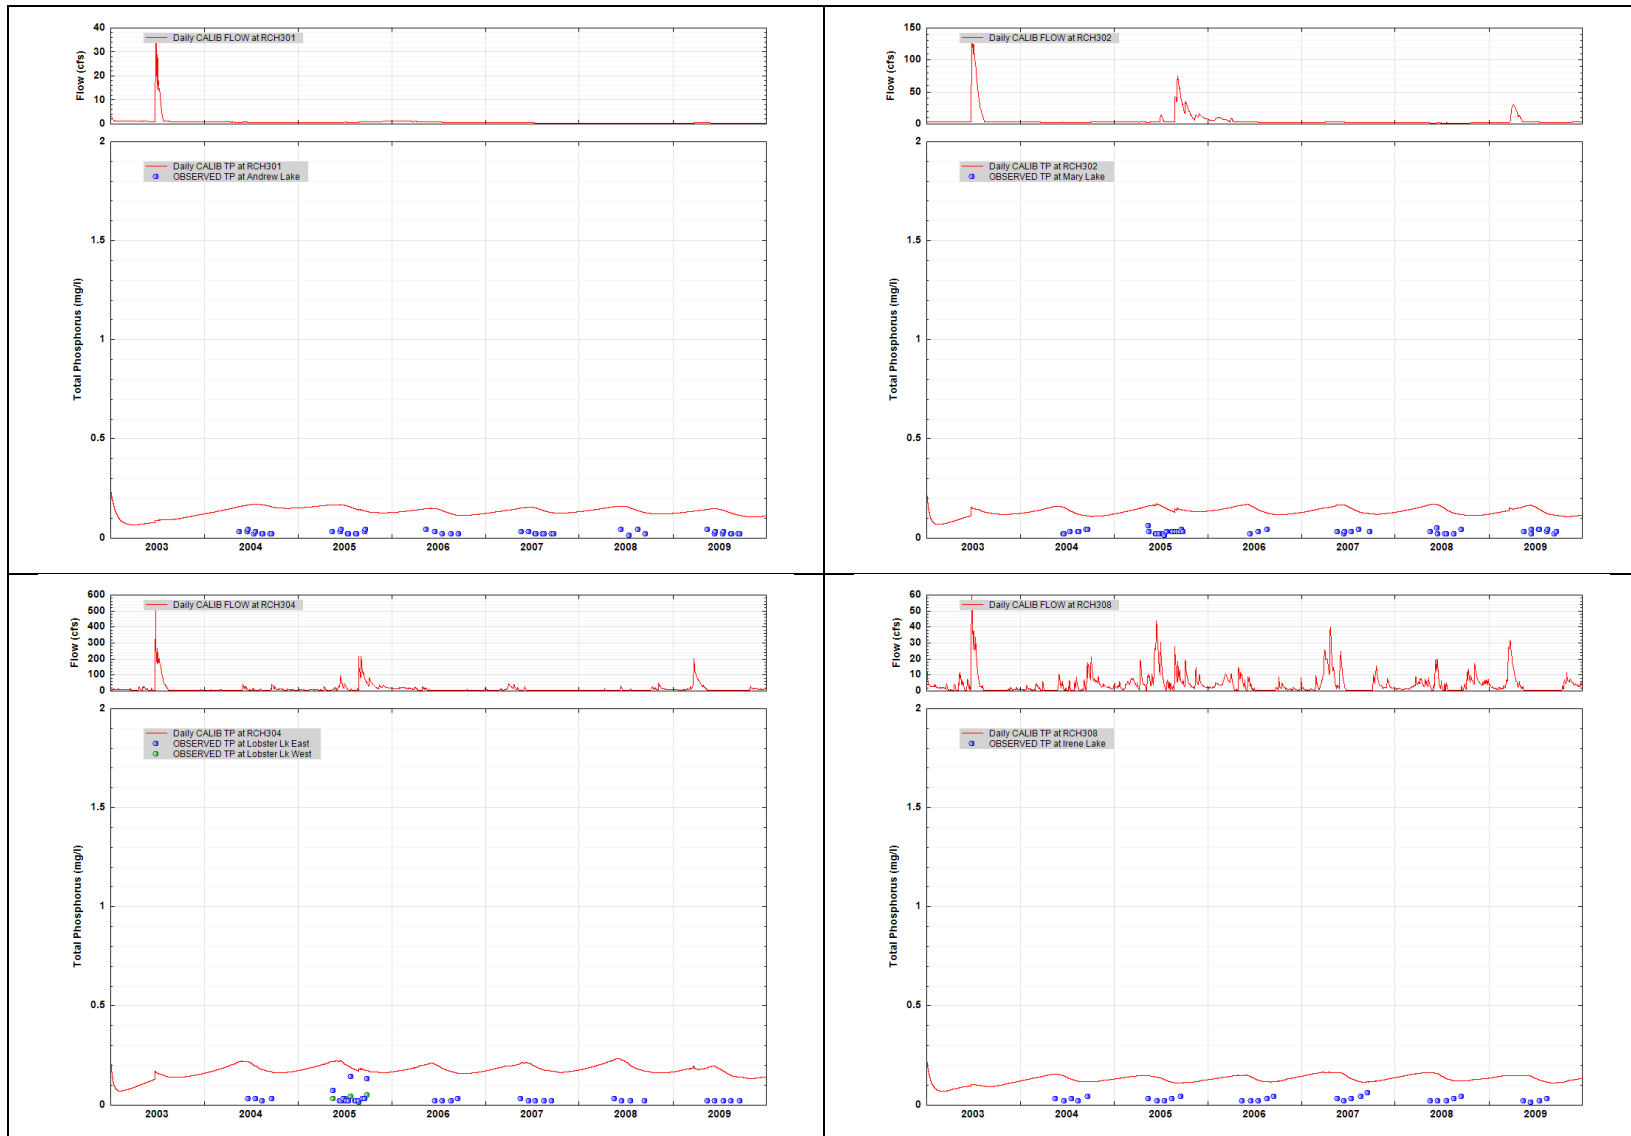 40
30
20
10
0
Flow (cfs)
Daily CALIB FLOW at RCH301
2
1.5
1
0.5
0
Total Phosphorus (mg/l)
Daily CALIB TP at RCH301
OBSERVED TP at Andrew Lake
2003 2004 2005 2006 2007 2008 2009
150
100
50
0
Flow (cfs)
Daily CALIB FLOW at RCH302
2
1.5
1
0.5
0
Total Phosphorus (mg/l)
Daily CALIB TP at RCH302
OBSERVED TP at Mary Lake
2003 2004 2005 2006 2007 2008 2009
600
500
400
300
200
100
0
Flow (cfs)
Daily CALIB FLOW at RCH304
2
1.5
1
0.5
0
Total Phosphorus (mg/l)
Daily CALIB TP at RCH304
OBSERVED TP at Lobster Lk East
OBSERVED TP at Lobster Lk West
2003 2004 2005 2006 2007 2008 2009
60
50
40
30
20
10
0
Flow (cfs)
Daily CALIB FLOW at RCH308
2
1.5
1
0.5
0
Total Phosphorus (mg/l)
Daily CALIB TP at RCH308
OBSERVED TP at Irene Lake
2003 2004 2005 2006 2007 2008 2009